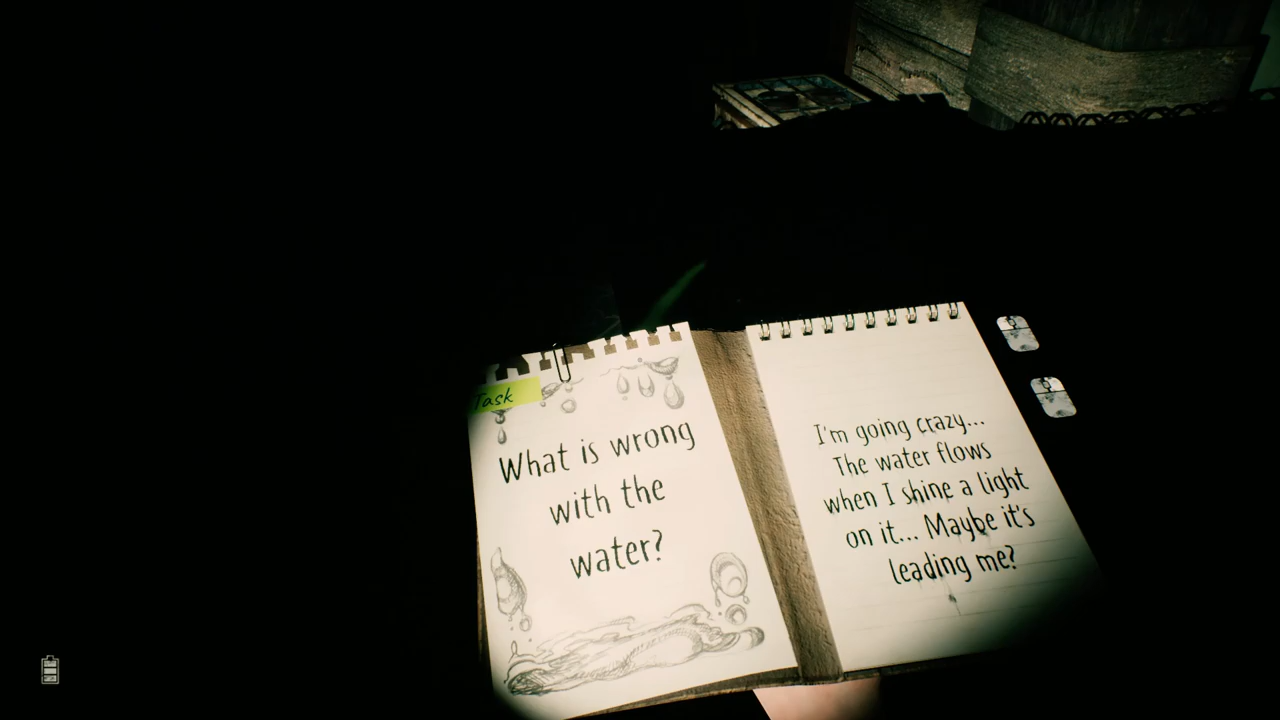 Task
What is wrong
with the
water?
I'm going crazy...
The water flows
when I shine a light
on it... Maybe it's
leading me?